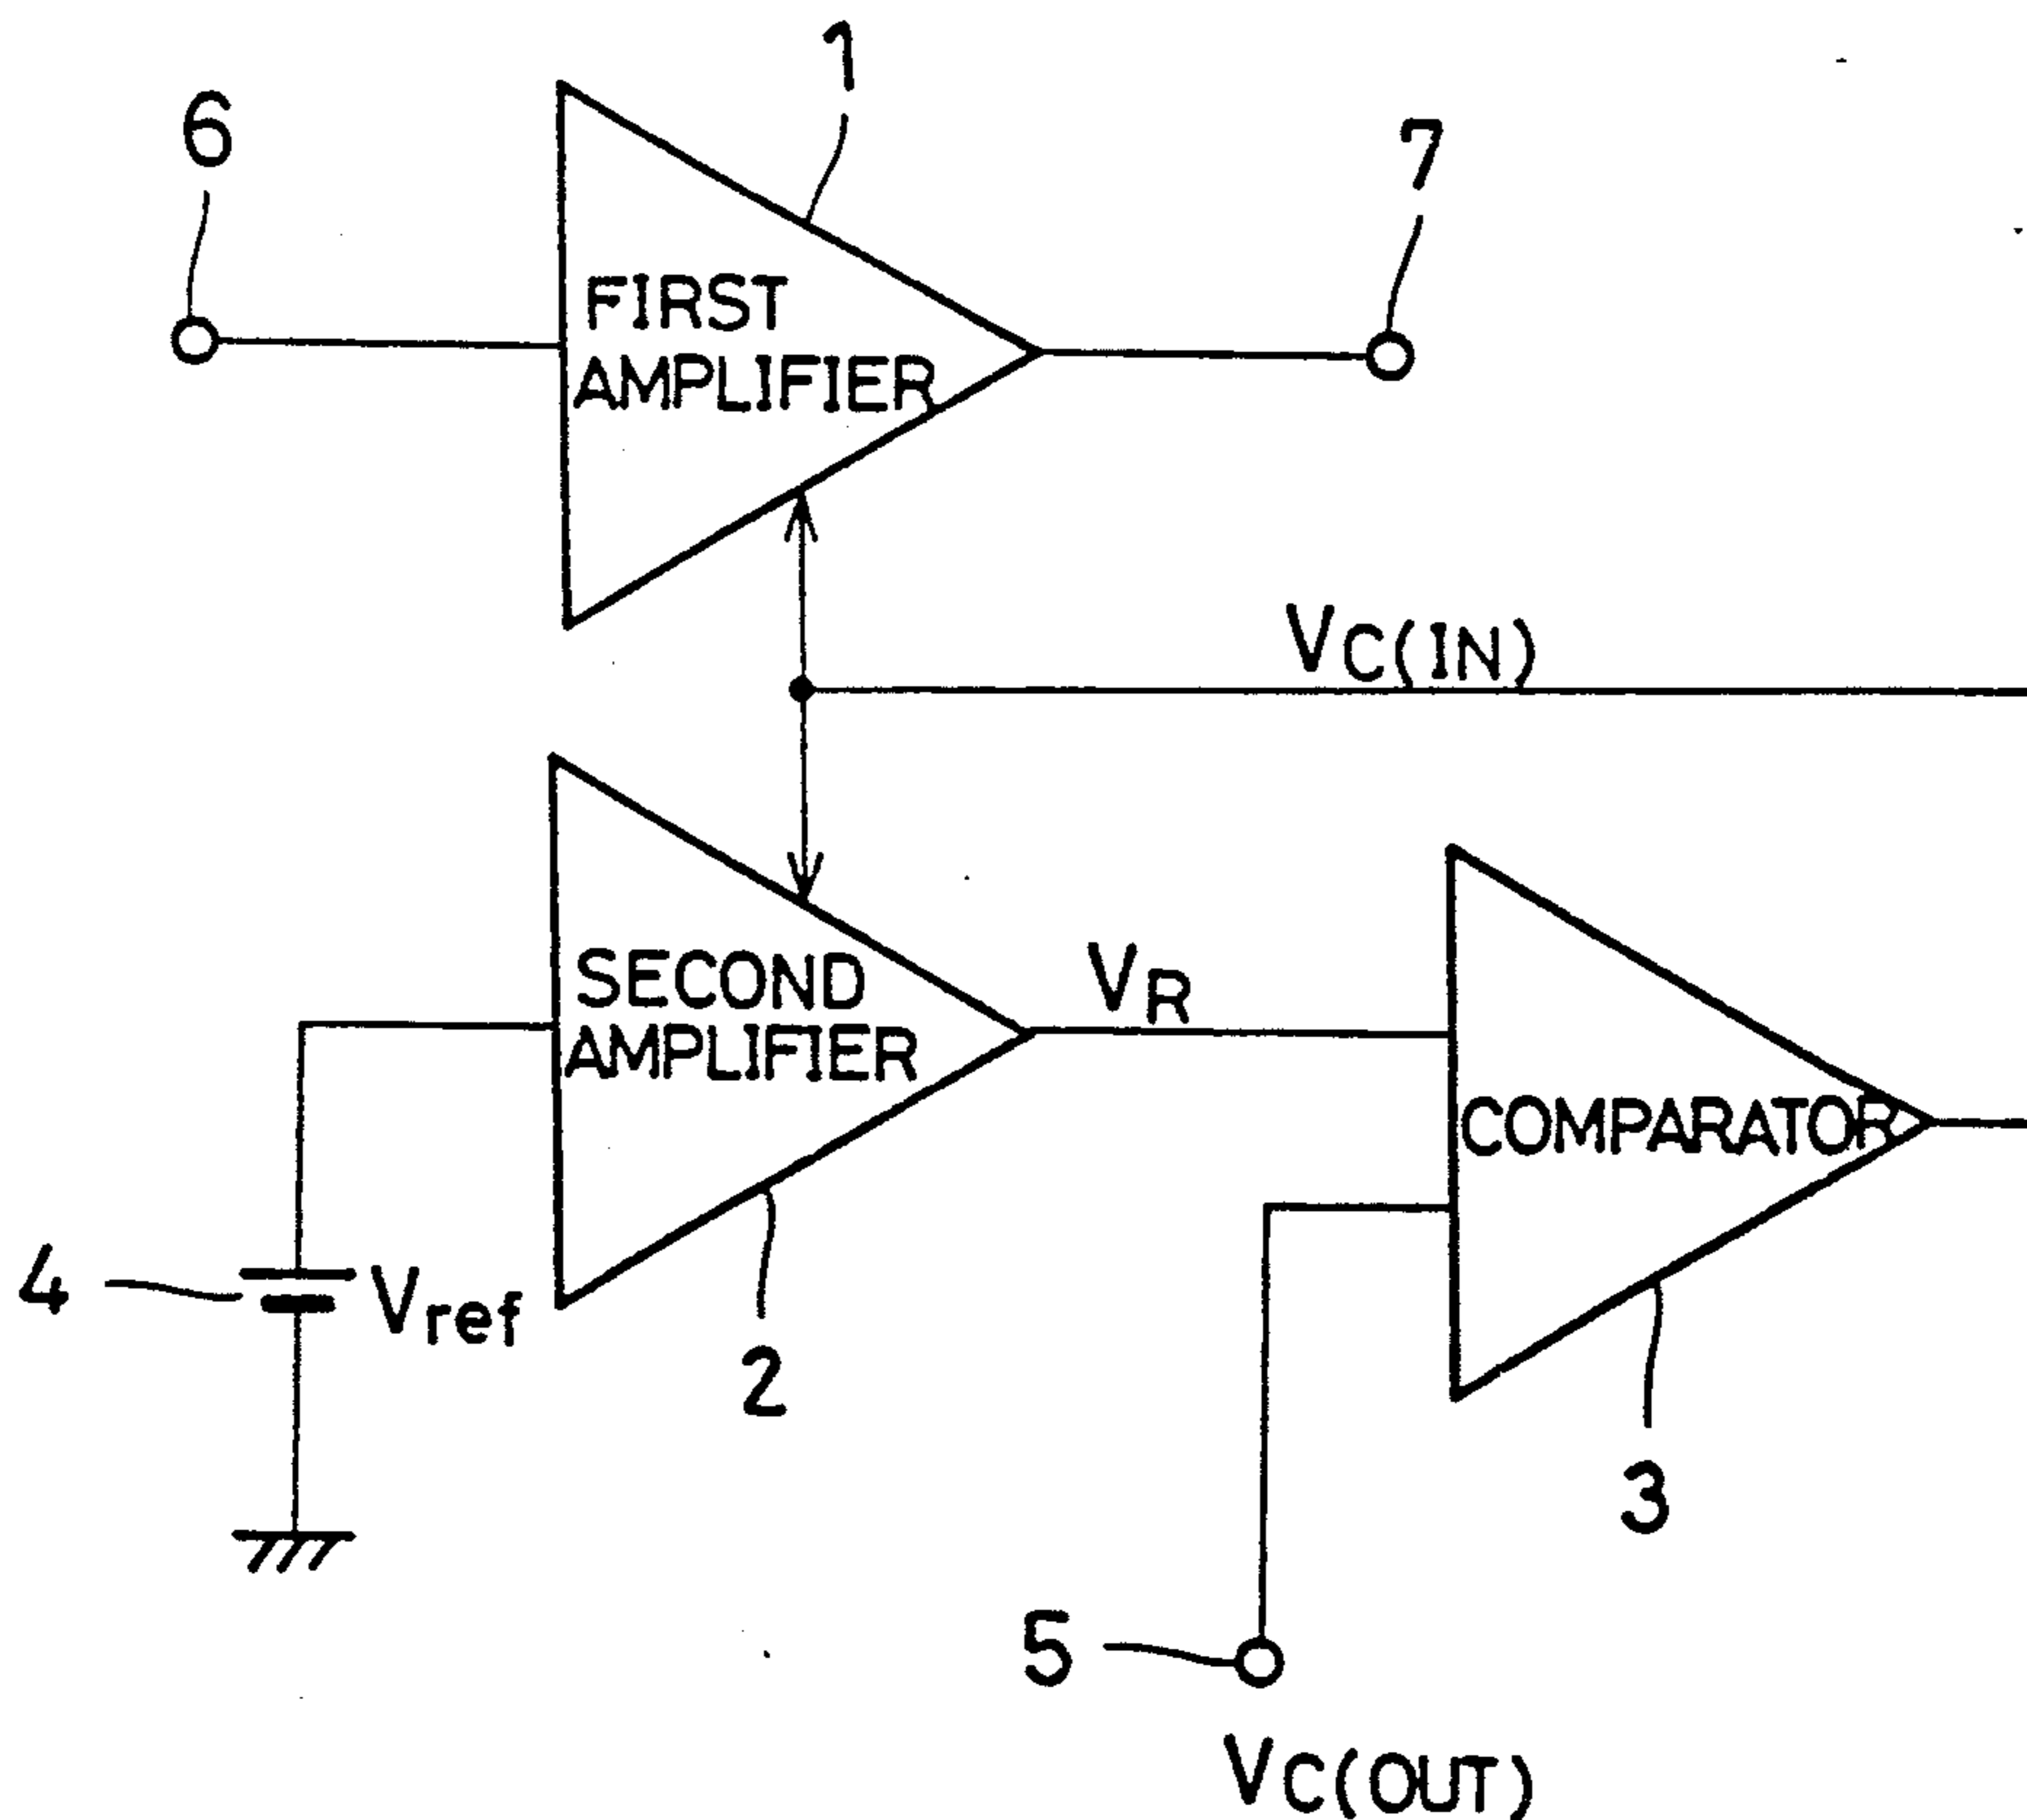 1
6
7
FIRST
AMPLIFIER
VC(IN)
SECOND
AMPLIFIER
VR
COMPARATOR
4
Vref
2
3
5
VC(OUT)